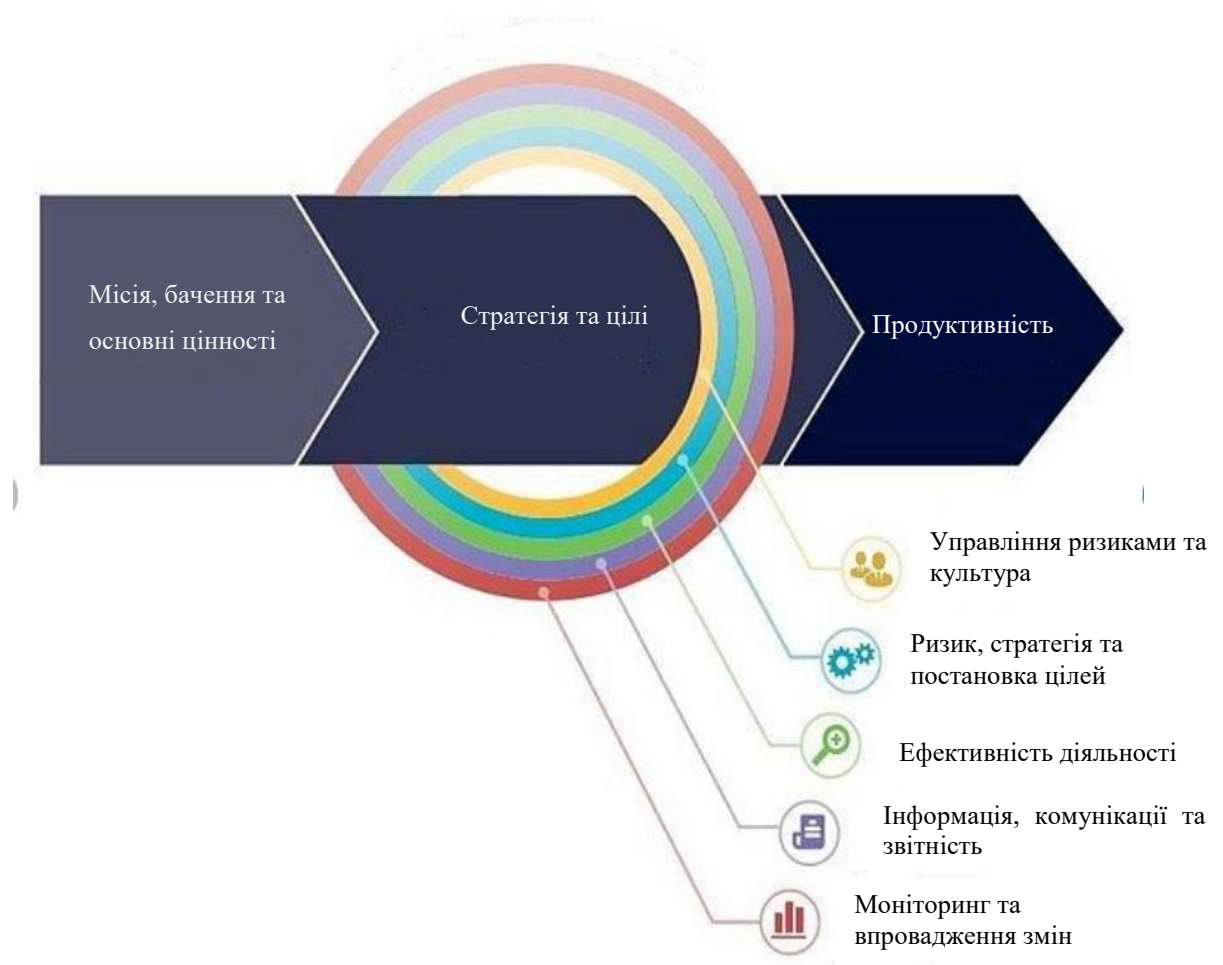 Місія, бачення та
основні цінності
Стратегія та цілі
Продуктивність
Управління ризиками та
культура
Ризик, стратегія та
постановка цілей
Ефективність діяльності
Інформація, комунікації та
звітність
Моніторинг та
впровадження змін